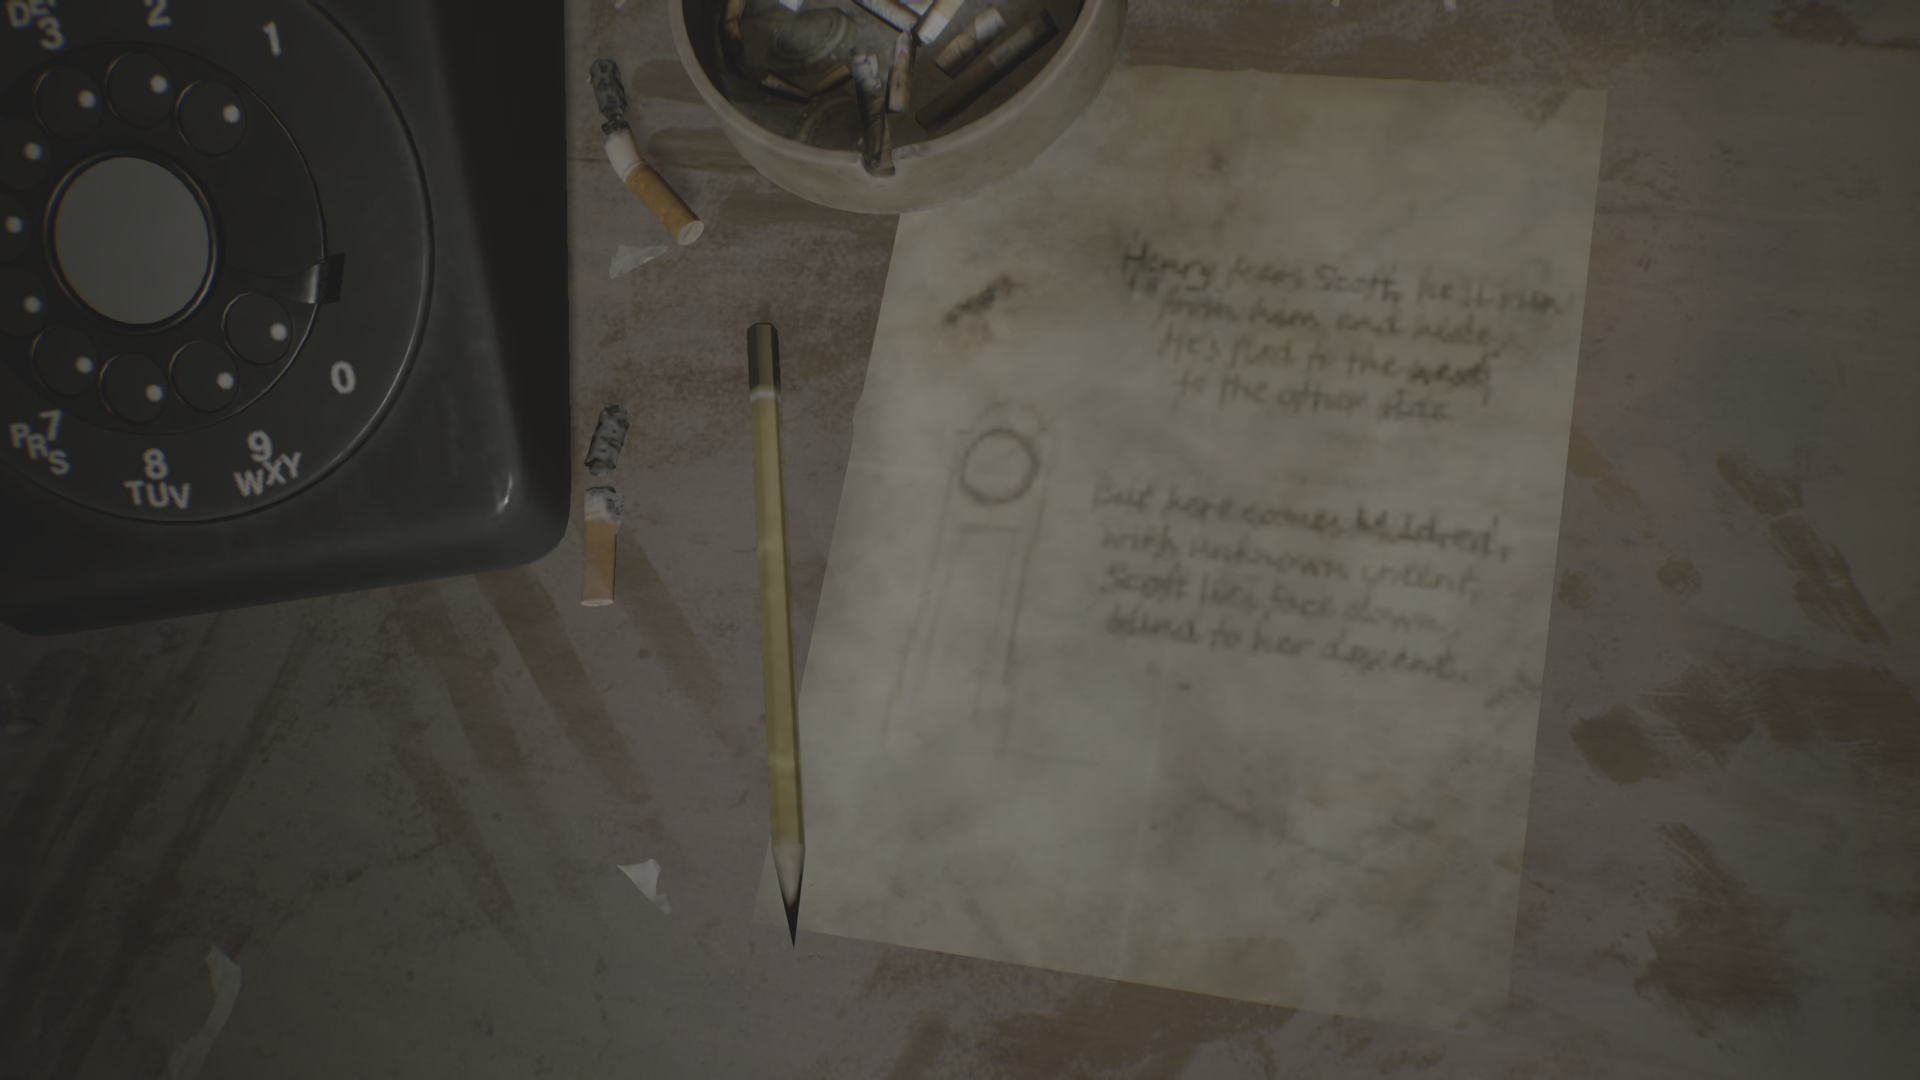 DEF
3
2
1
0
PRS
7
8
TUV
9
WXY
Henry fears Scott, he'll run
from him and hide,
He's fled to the west,
to the other side
But here comes Mildred,
with unknown intent,
Scott lies face down,
blind to her descent.